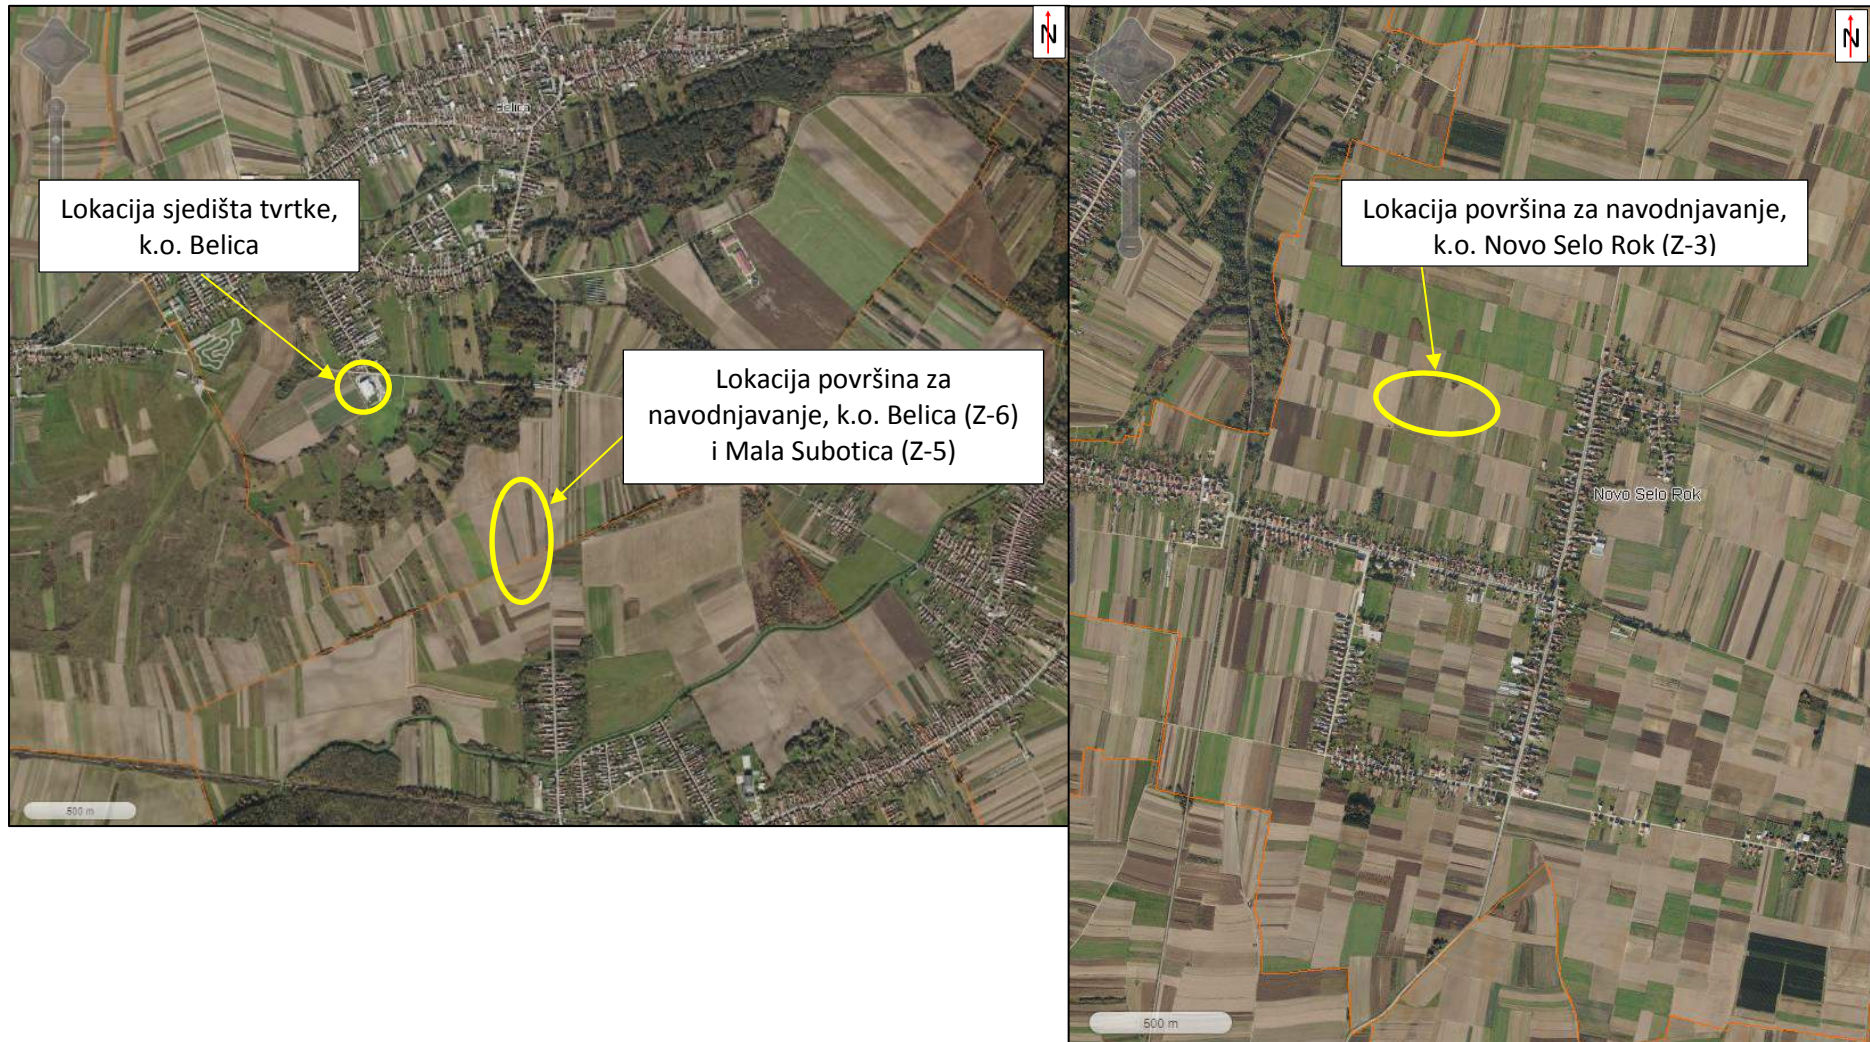 N
Belica
Lokacija sjedišta tvrtke,
k.o. Belica
Lokacija površina za
navodnjavanje, k.o. Belica (Z-6)
i Mala Subotica (Z-5)
500 m
N
Lokacija površina za navodnjavanje,
k.o. Novo Selo Rok (Z-3)
Novo Selo Rok
500 m